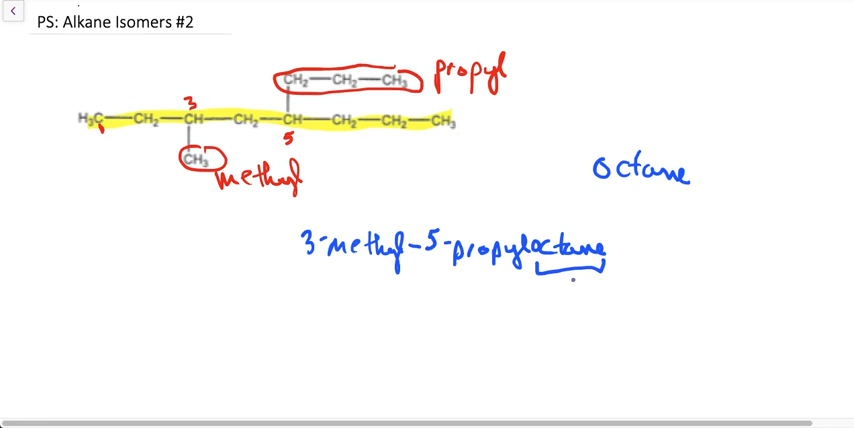 PS: Alkane Isomers #2
CH₂—CH₂—CH₃ propyl
3
H₃C—CH₂—CH—CH₂—CH—CH₂—CH₂—CH₃
1 5
CH₃ methyl
octane
3-methyl-5-propyloctane